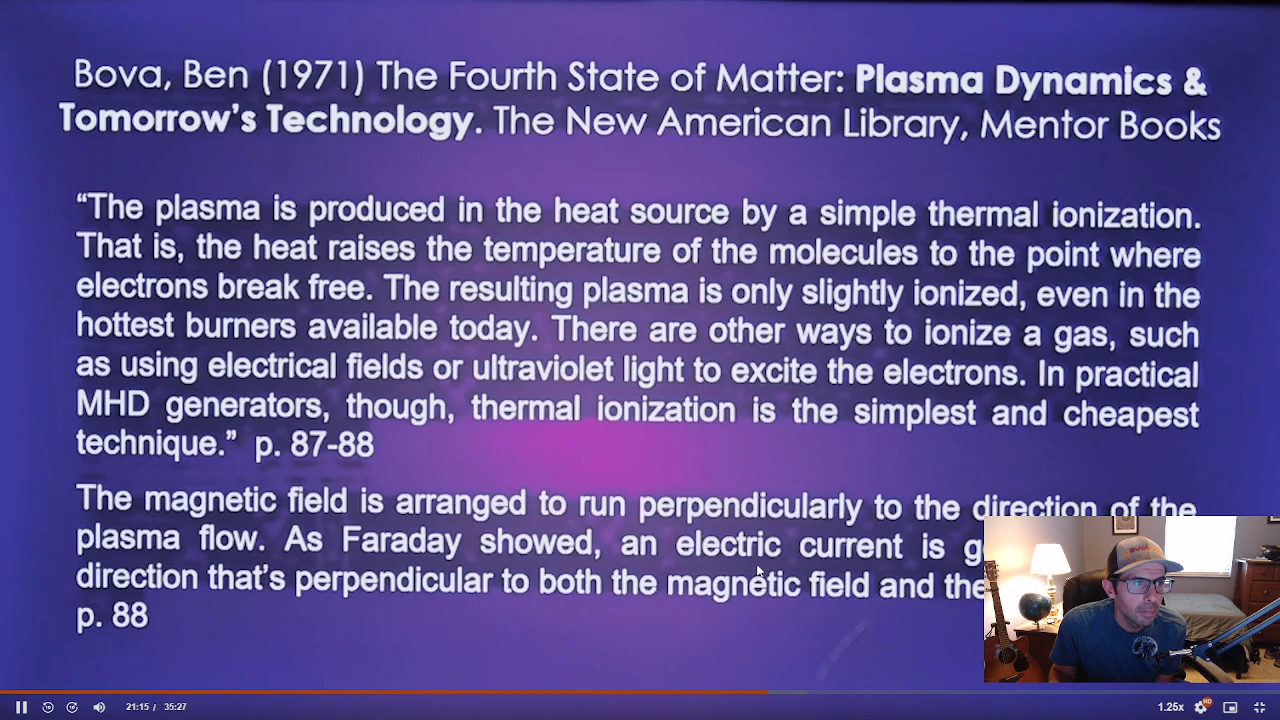 Bova, Ben (1971) The Fourth State of Matter: Plasma Dynamics &
Tomorrow's Technology. The New American Library, Mentor Books
“The plasma is produced in the heat source by a simple thermal ionization.
That is, the heat raises the temperature of the molecules to the point where
electrons break free. The resulting plasma is only slightly ionized, even in the
hottest burners available today. There are other ways to ionize a gas, such
as using electrical fields or ultraviolet light to excite the electrons. In practical
MHD generators, though, thermal ionization is the simplest and cheapest
technique.” p. 87-88
The magnetic field is arranged to run perpendicularly to the direction of the
plasma flow. As Faraday showed, an electric current is
direction that's perpendicular to both the magnetic field and the
p. 88
evol
21:15 / 35:27
1.25x
HD